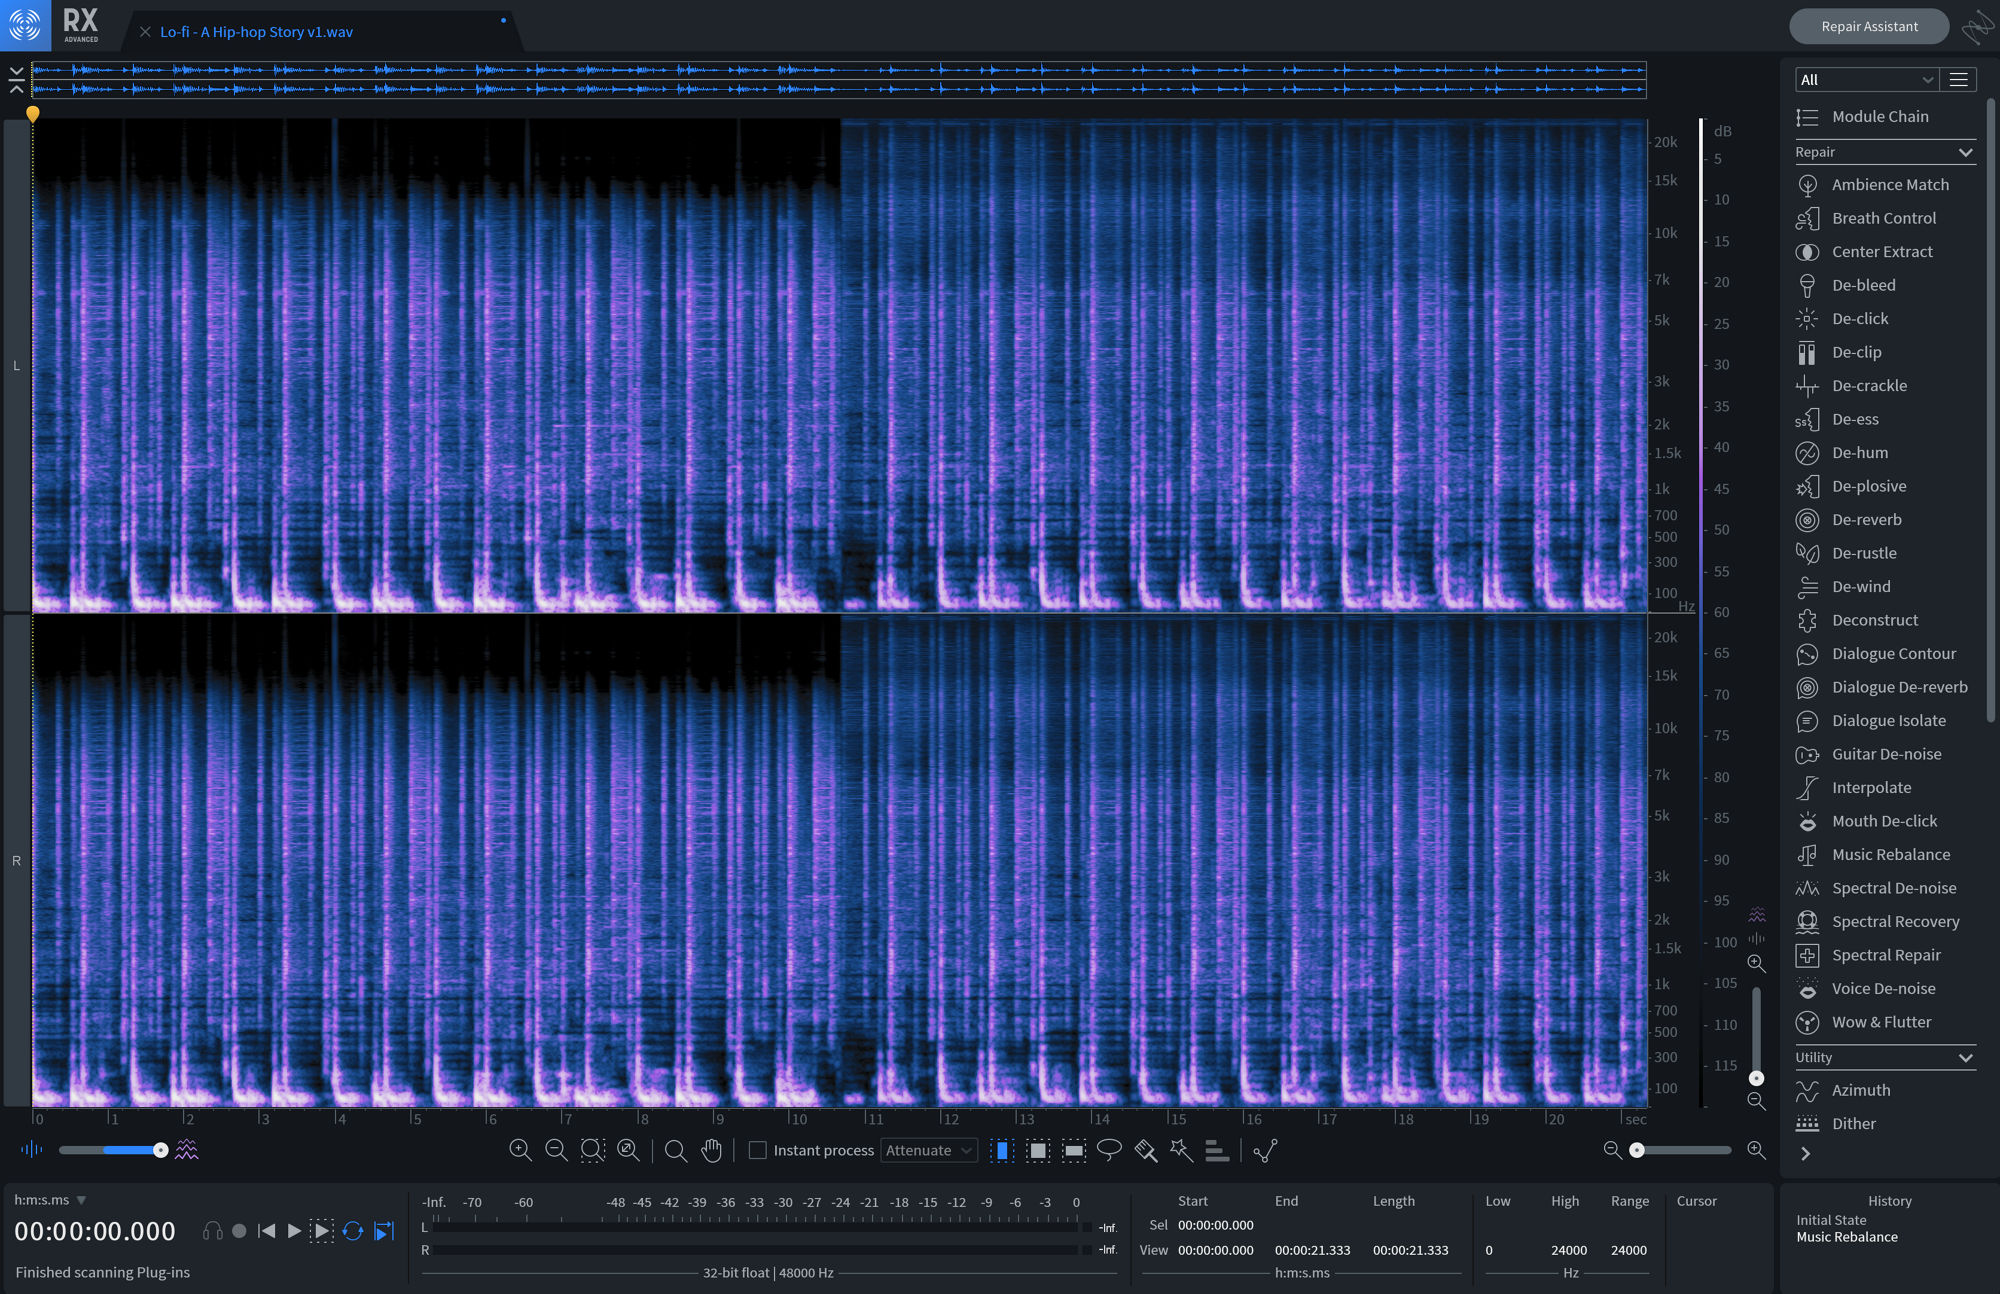 RX
ADVANCED
Lo-fi - A Hip-hop Story v1.wav
Repair Assistant
All
Module Chain
Repair
Ambience Match
Breath Control
Center Extract
De-bleed
De-click
De-clip
De-crackle
De-ess
De-hum
De-plosive
De-reverb
De-rustle
De-wind
Deconstruct
Dialogue Contour
Dialogue De-reverb
Dialogue Isolate
Guitar De-noise
Interpolate
Mouth De-click
Music Rebalance
Spectral De-noise
Spectral Recovery
Spectral Repair
Voice De-noise
Wow & Flutter
Utility
Azimuth
Dither
L
R
20k
15k
10k
7k
5k
3k
2k
1.5k
1k
700
500
300
100
Hz
20k
15k
10k
7k
5k
3k
2k
1.5k
1k
700
500
300
100
dB
5
10
15
20
25
30
35
40
45
50
55
60
65
70
75
80
85
90
95
100
105
110
115
0 1 2 3 4 5 6 7 8 9 10 11 12 13 14 15 16 17 18 19 20 sec
Instant process Attenuate
h:m:s.ms
00:00:00.000
Finished scanning Plug-ins
-Inf. -70 -60 -48 -45 -42 -39 -36 -33 -30 -27 -24 -21 -18 -15 -12 -9 -6 -3 0
L -Inf.
R -Inf.
32-bit float | 48000 Hz
Start End Length
Sel 00:00:00.000
View 00:00:00.000 00:00:21.333 00:00:21.333
h:m:s.ms
Low High Range
0 24000 24000
Hz
Cursor
History
Initial State
Music Rebalance